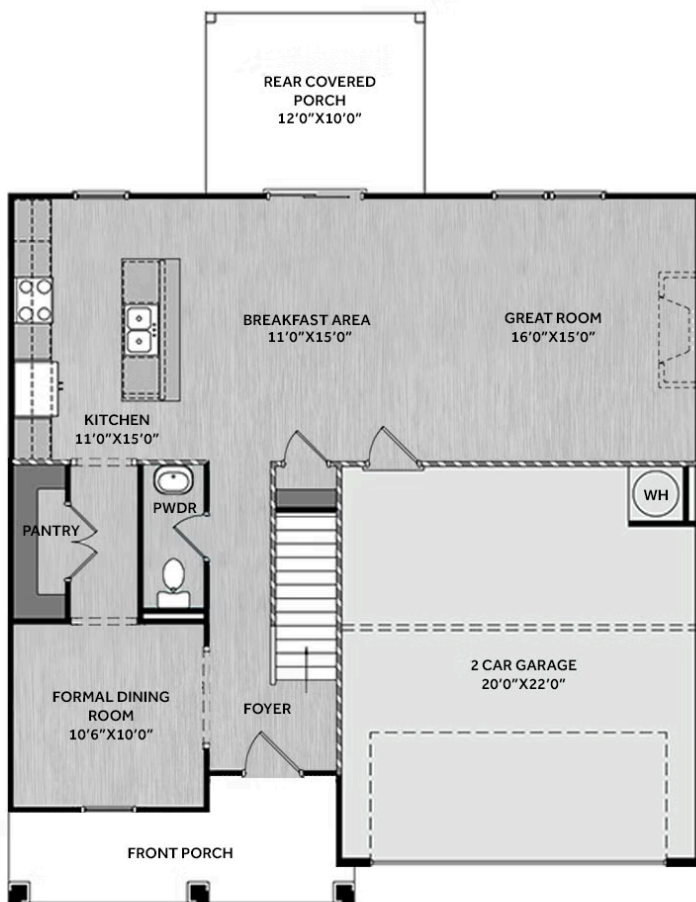 REAR COVERED
PORCH
12'0"X10'0"
BREAKFAST AREA
11'0"X15'0"
GREAT ROOM
16'0"X15'0"
KITCHEN
11'0"X15'0"
PANTRY
PWDR
WH
FORMAL DINING
ROOM
10'6"X10'0"
FOYER
2 CAR GARAGE
20'0"X22'0"
FRONT PORCH